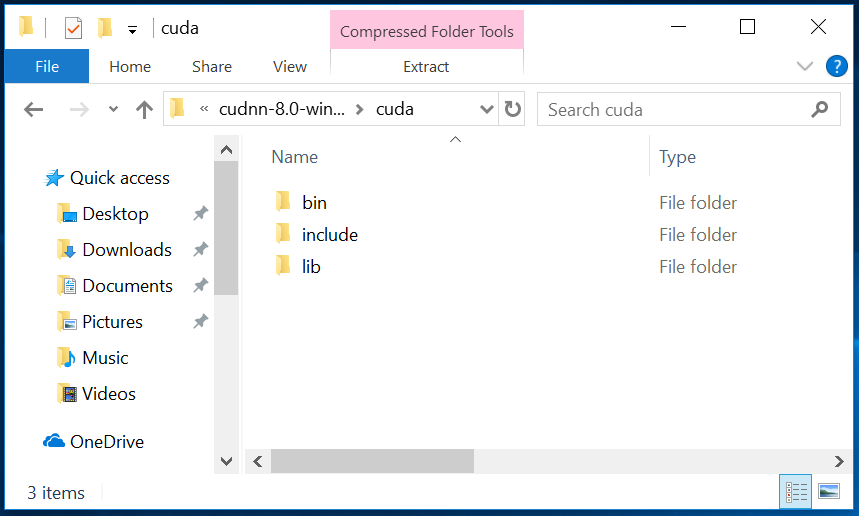 cuda
Compressed Folder Tools
File Home Share View Extract
« cudnn-8.0-win... cuda
Search cuda
Name Type
Quick access
Desktop
Downloads
Documents
Pictures
Music
Videos
OneDrive
bin File folder
include File folder
lib File folder
3 items